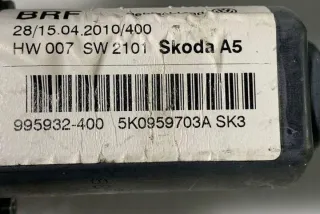 BRF
28/15.04.2010/400
HW 007 SW 2101 Skoda A5
995932-400 5K0959703A SK3